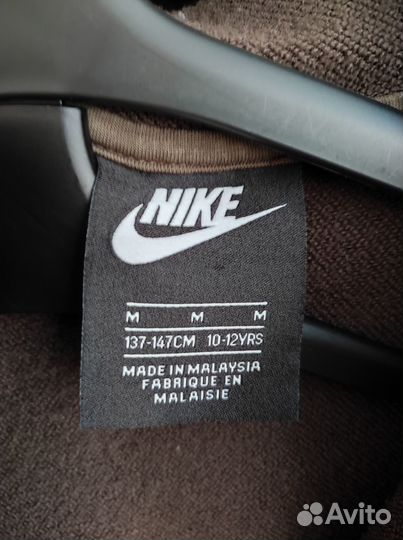 NIKE
M M M
137-147CM 10-12YRS
MADE IN MALAYSIA
FABRIQUE EN
MALAISIE
Avito